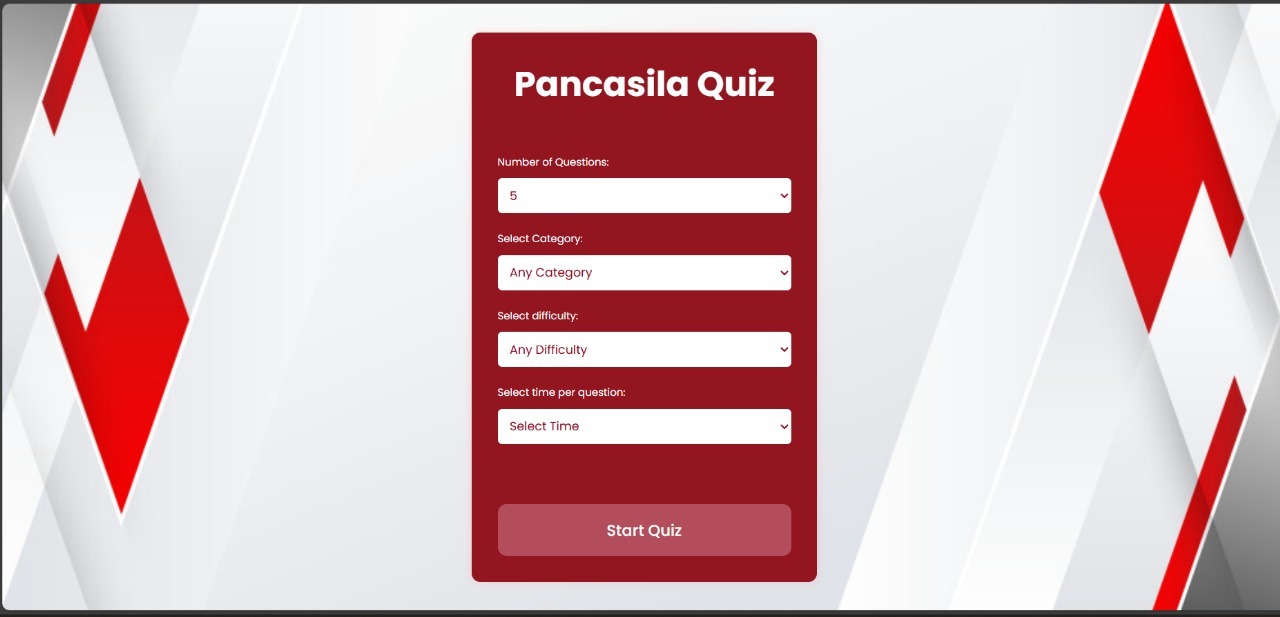 Pancasila Quiz
Number of Questions:
5
Select Category:
Any Category
Select difficulty:
Any Difficulty
Select time per question:
Select Time
Start Quiz